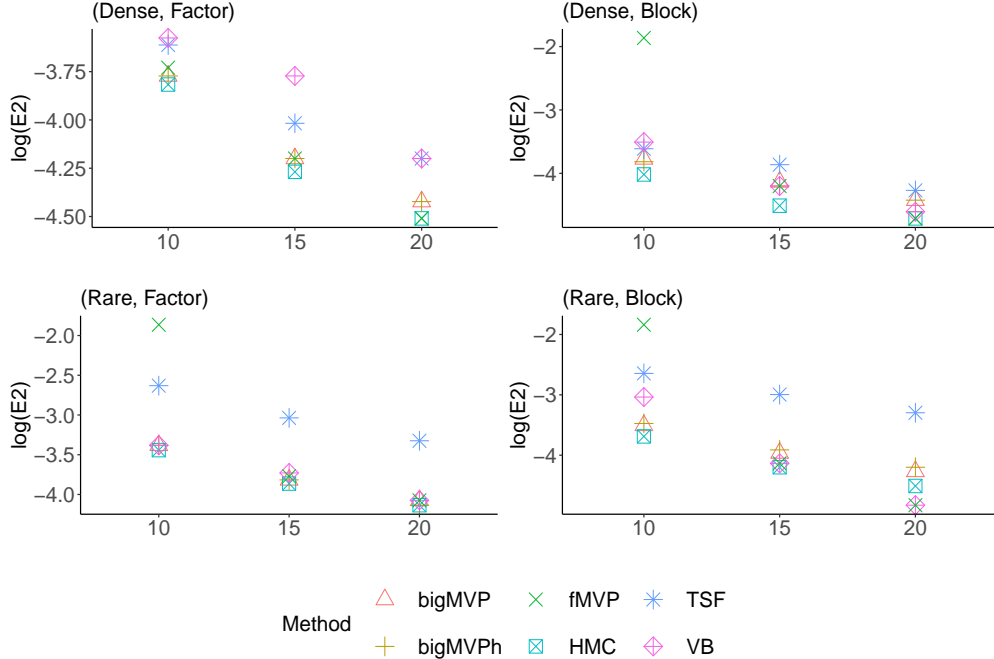 (Dense, Factor)
(Dense, Block)
log(E2)
−3.75
−4.00
−4.25
−4.50
10
15
20
log(E2)
−2
−3
−4
10
15
20
(Rare, Factor)
(Rare, Block)
log(E2)
−2.0
−2.5
−3.0
−3.5
−4.0
10
15
20
log(E2)
−2
−3
−4
10
15
20
Method
bigMVP
fMVP
TSF
bigMVPh
HMC
VB